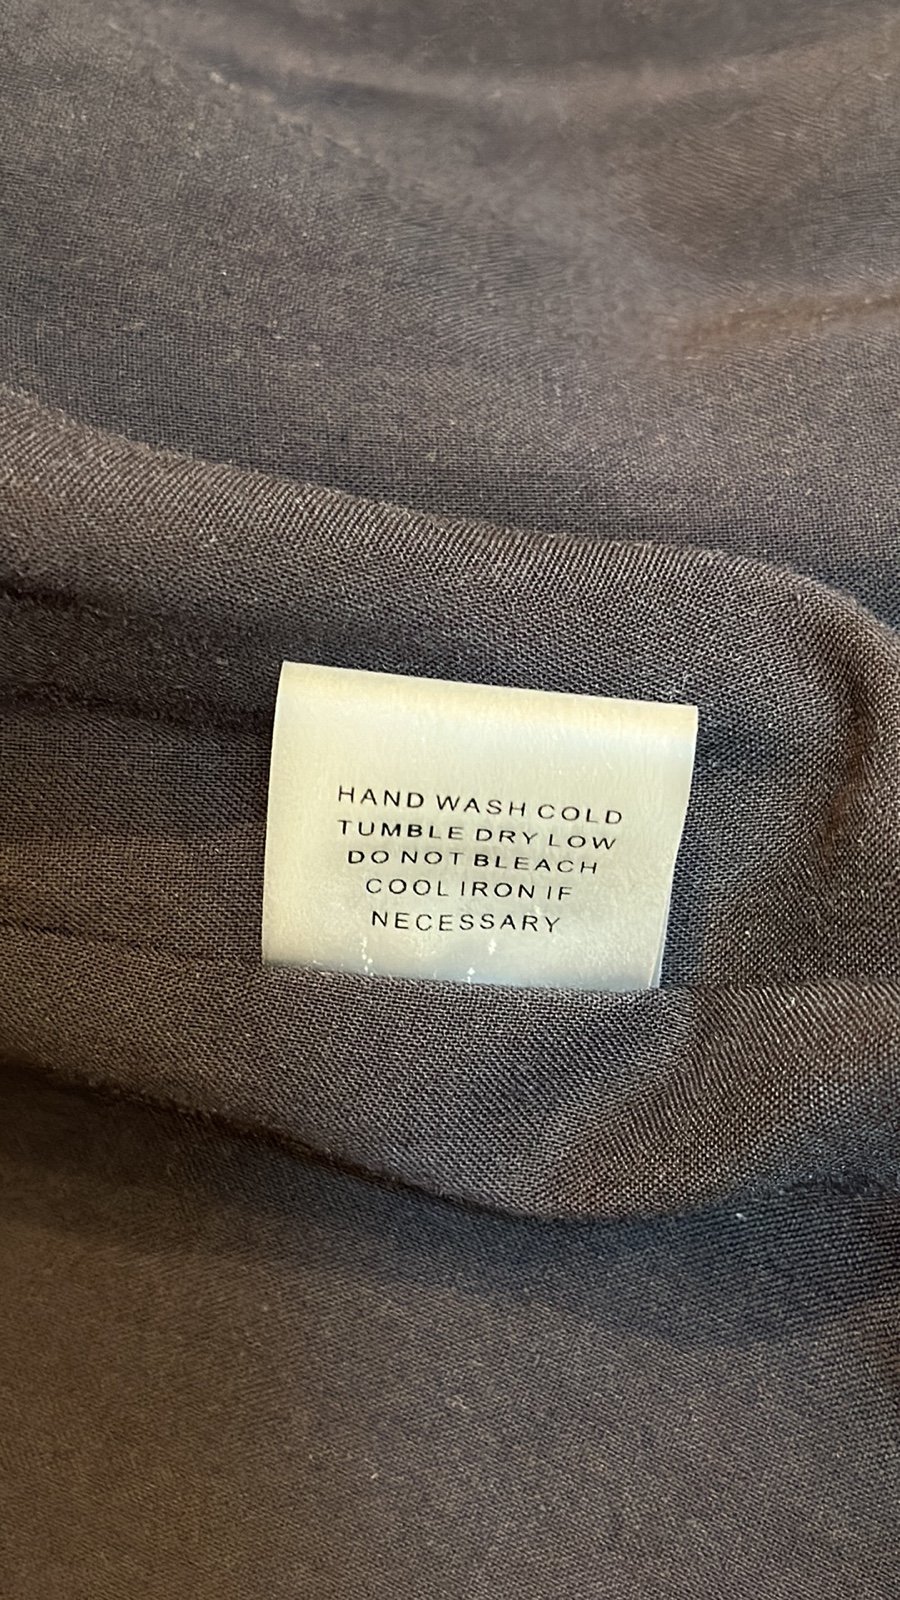 HAND WASH COLD
TUMBLE DRY LOW
DO NOT BLEACH
COOL IRON IF
NECESSARY